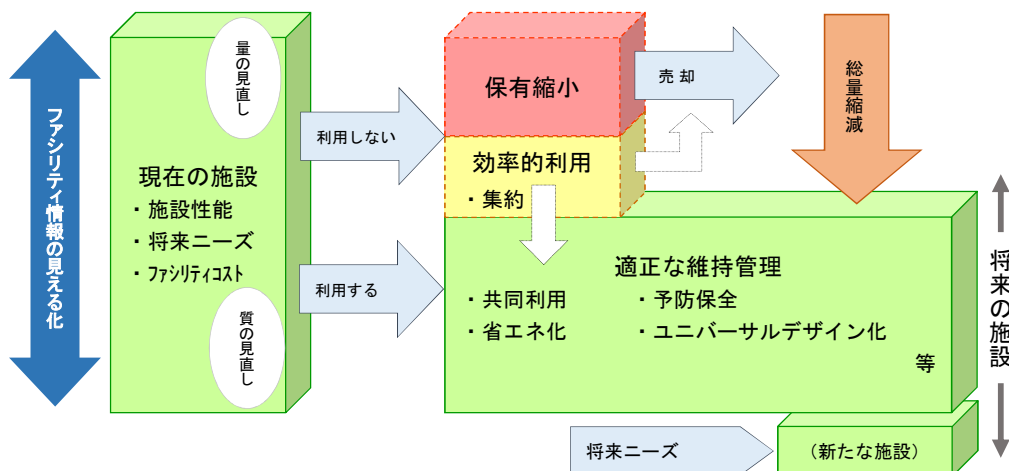 ファシリティ情報の見える化
量の見直し
現在の施設
・施設性能
・将来ニーズ
・ﾌｧｼﾘﾃｨコスト
質の見直し
利用しない
利用する
保有縮小
効率的利用
・集約
売 却
総量縮減
適正な維持管理
・共同利用
・予防保全
・省エネ化
・ユニバーサルデザイン化
等
将来の施設
将来ニーズ
（新たな施設）